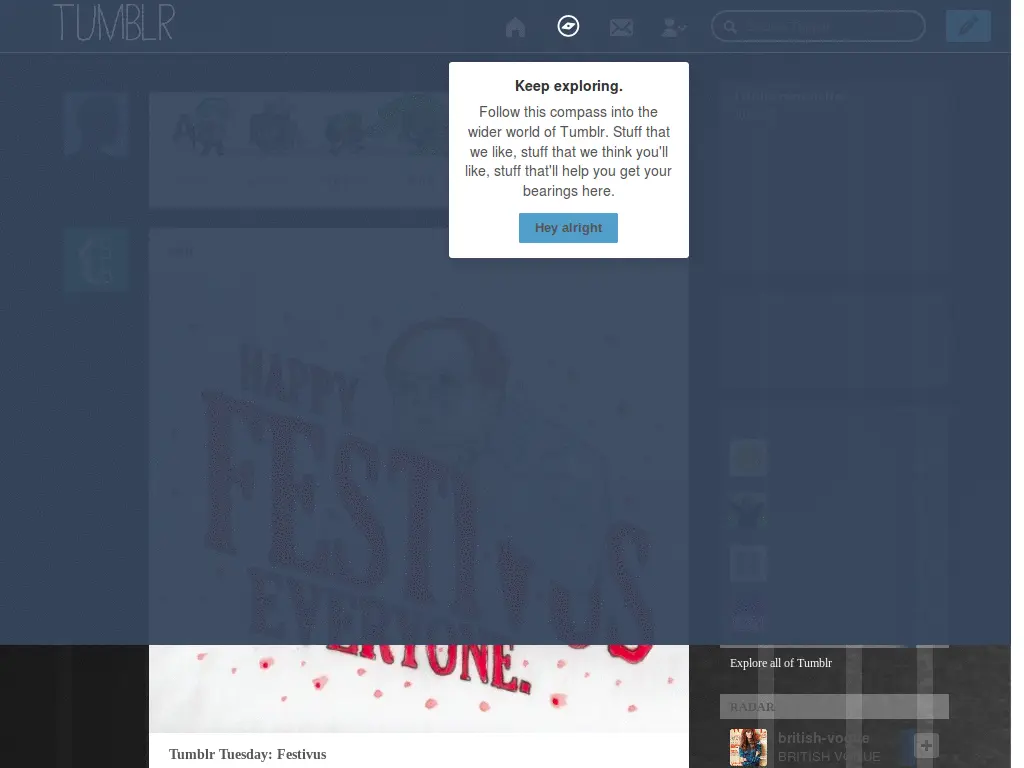 TUMBLR
Keep exploring.
Follow this compass into the
wider world of Tumblr. Stuff that
we like, stuff that we think you'll
like, stuff that'll help you get your
bearings here.
Hey alright
HAPPY
FESTIVUS
EVERYONE.
Explore all of Tumblr
RADAR
british-vogue
BRITISH VOGUE
Tumblr Tuesday: Festivus